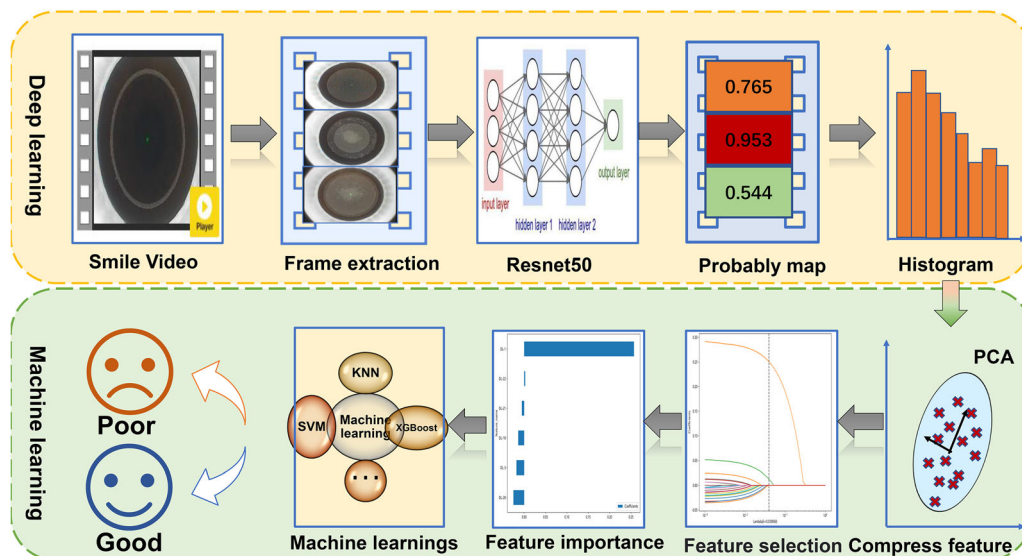 Deep learning
Player
Smile Video
Frame extraction
input layer
hidden layer 1
hidden layer 2
output layer
Resnet50
0.765
0.953
0.544
Probably map
Histogram
Machine learning
Poor
Good
KNN
SVM
Machine learning
XGBoost
...
Machine learnings
Feature importance
Feature selection
PCA
Compress feature